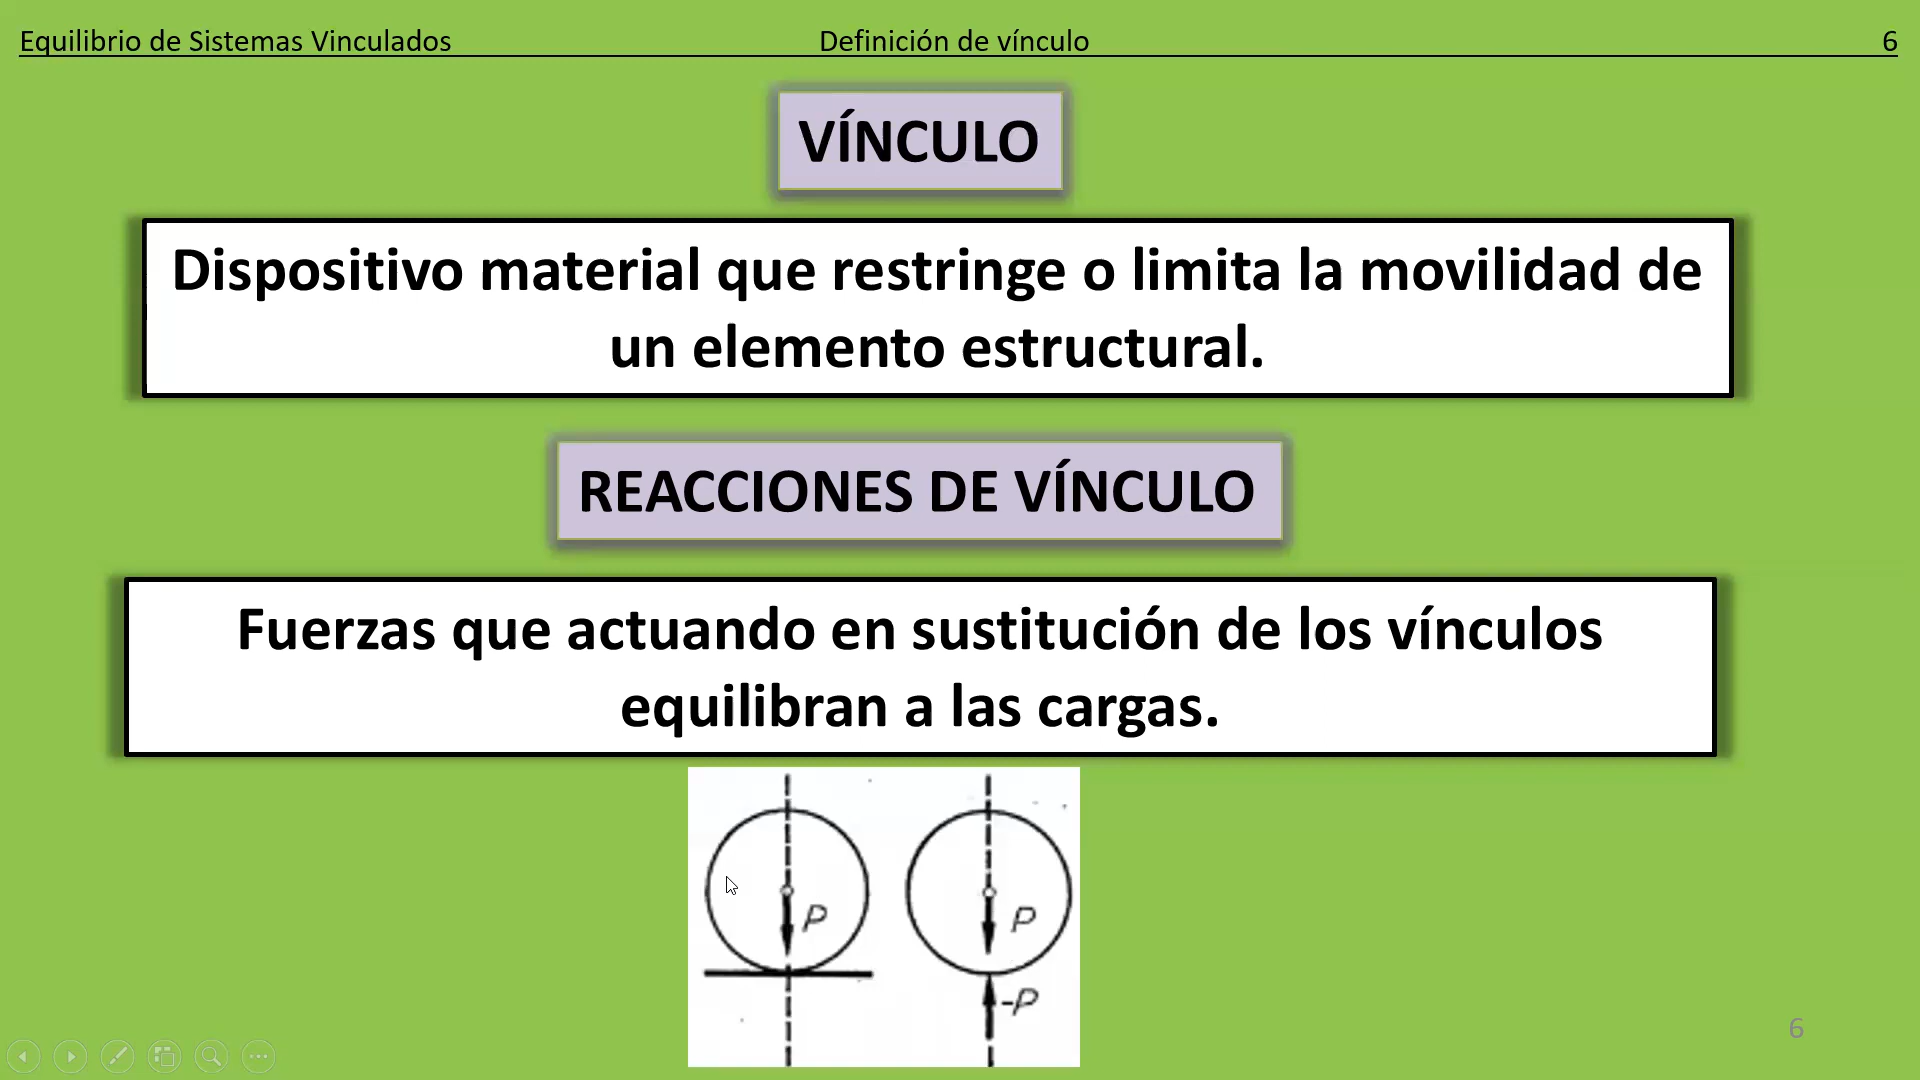 Equilibrio de Sistemas Vinculados
Definición de vínculo
6
VÍNCULO
Dispositivo material que restringe o limita la movilidad de
un elemento estructural.
REACCIONES DE VÍNCULO
Fuerzas que actuando en sustitución de los vínculos
equilibran a las cargas.
P
P
-P
6